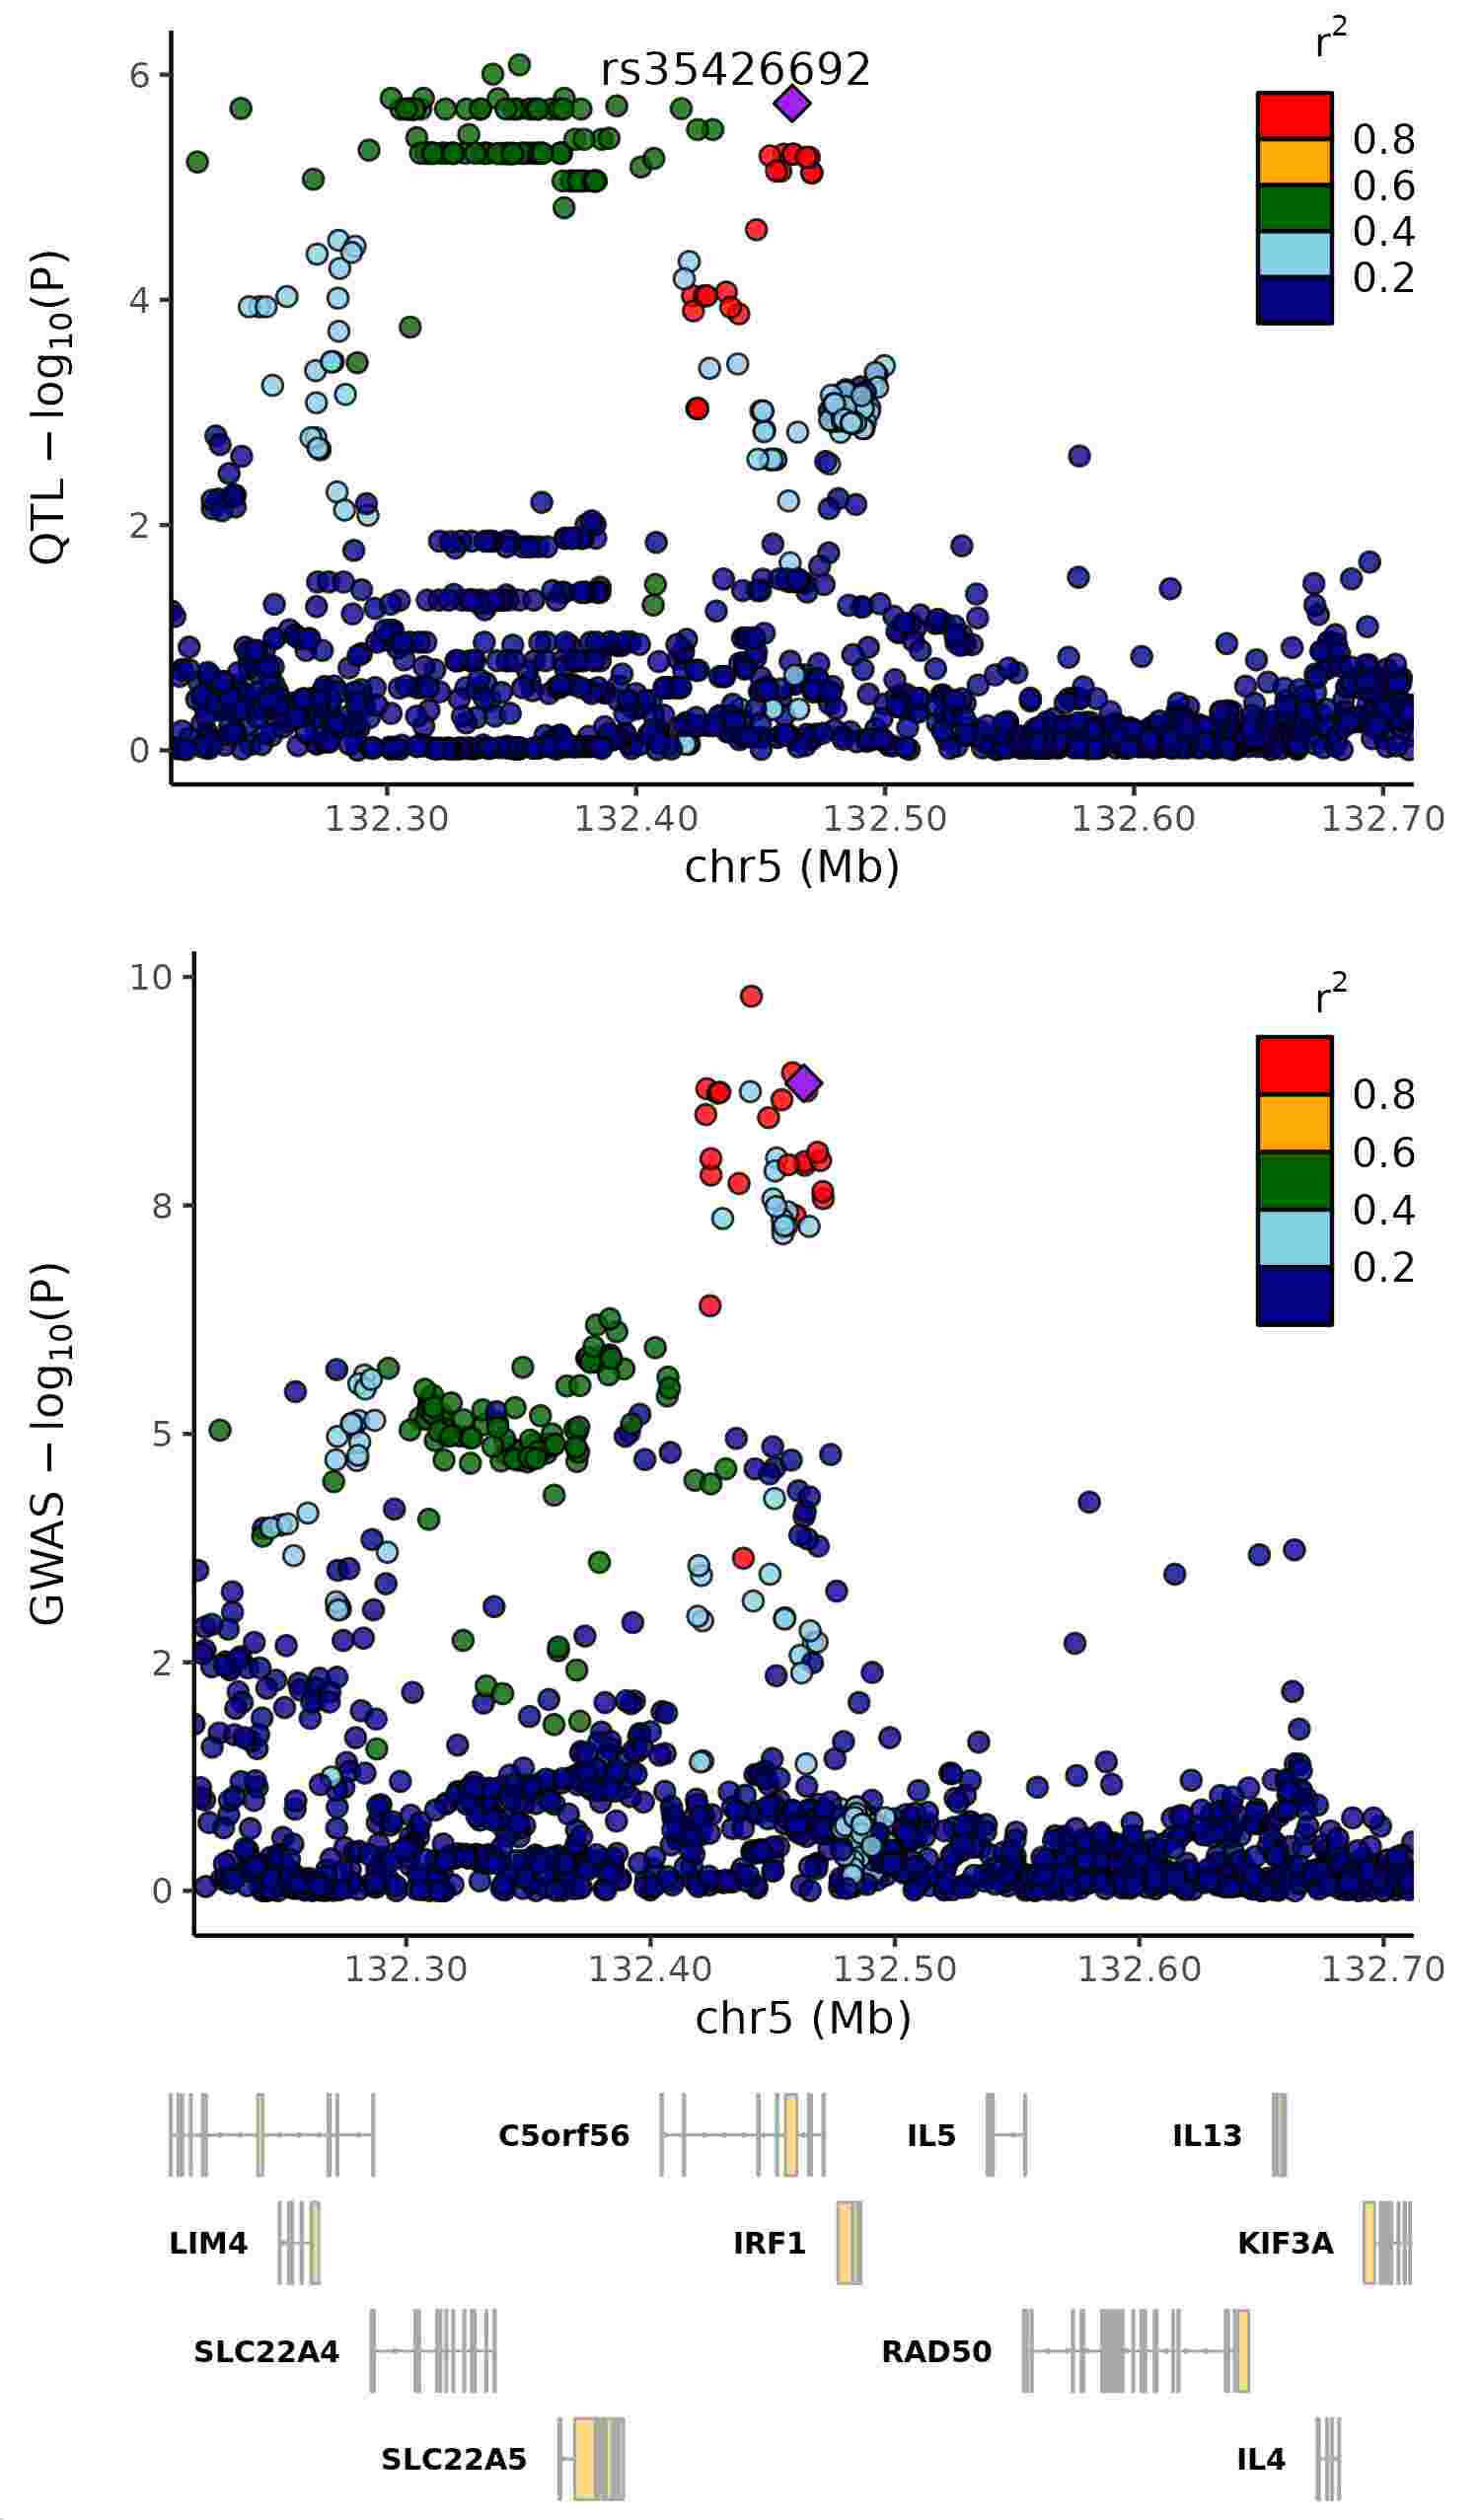 r2
rs35426692
6
4
2
0
0.8
0.6
0.4
0.2
QTL − log10(P)
132.30 132.40 132.50 132.60 132.70
chr5 (Mb)
r2
10
8
5
2
0
0.8
0.6
0.4
0.2
GWAS − log10(P)
132.30 132.40 132.50 132.60 132.70
chr5 (Mb)
C5orf56 IL5 IL13
LIM4 IRF1 KIF3A
SLC22A4 RAD50
SLC22A5 IL4